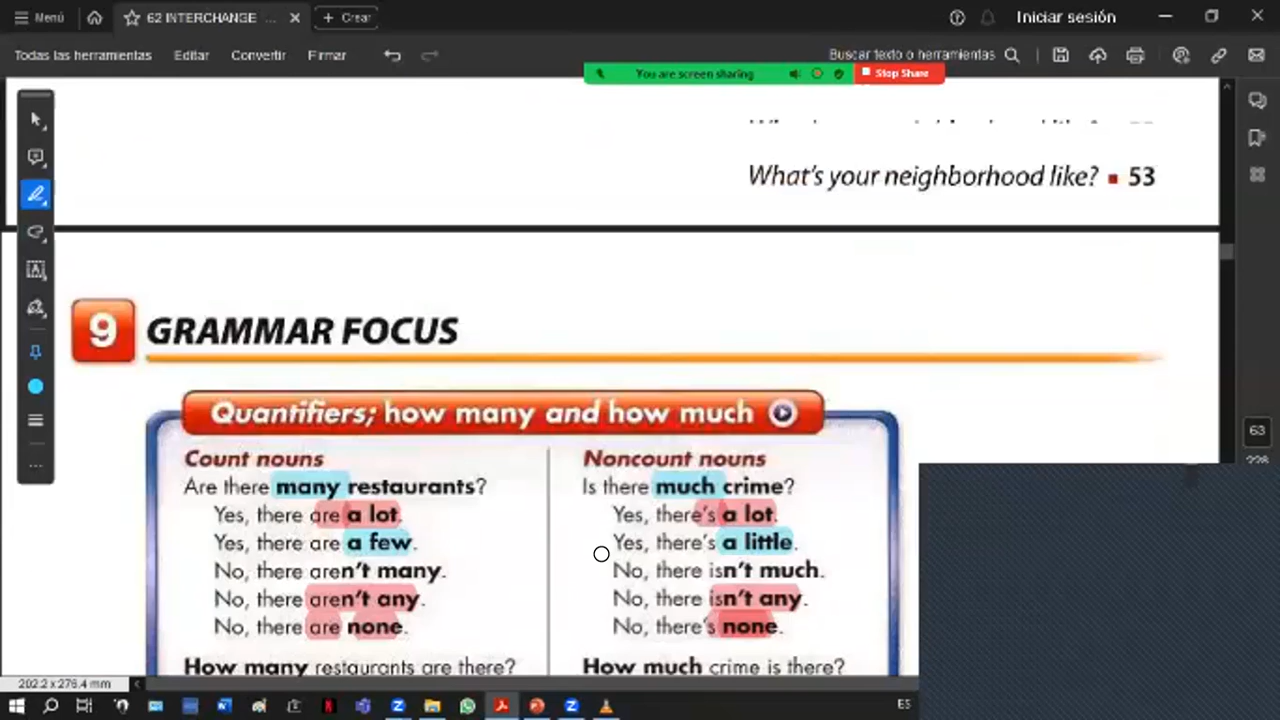 Menú
62 INTERCHANGE ...
Crear
Iniciar sesión
Todas las herramientas
Editar
Convertir
Firmar
Buscar texto o herramientas
You are screen sharing
Stop Share
What's your neighborhood like? ■ 53
9 GRAMMAR FOCUS
Quantifiers; how many and how much
Count nouns
Are there many restaurants?
Yes, there are a lot.
Yes, there are a few.
No, there aren't many.
No, there aren't any.
No, there are none.
How many restaurants are there?
Noncount nouns
Is there much crime?
Yes, there's a lot.
Yes, there's a little.
No, there isn't much.
No, there isn't any.
No, there's none.
How much crime is there?
63
202.2 x 276.4 mm
ES